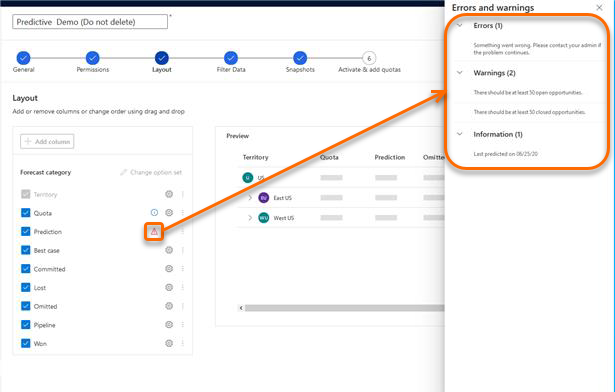 Predictive Demo (Do not delete)
*
General
Permissions
Layout
Filter Data
Snapshots
6
Activate & add quotas
Layout
Add or remove columns or change order using drag and drop
+ Add column
Forecast category
Change option set
Territory
Quota
Prediction
Best case
Committed
Lost
Omitted
Pipeline
Won
Preview
Territory Quota Prediction Omitte
U US
EU East US
WU West US
Errors and warnings
Errors (1)
Something went wrong. Please contact your admin if
the problem continues.
Warnings (2)
There should be at least 50 open opportunities.
There should be at least 50 closed opportunities.
Information (1)
Last predicted on 06/25/20